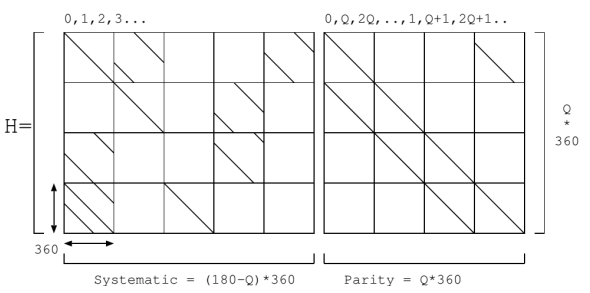 0,1,2,3...
0,Q,2Q,..,1,Q+1,2Q+1..
H=
Q
*
360
360
Systematic = (180-Q)*360
Parity = Q*360